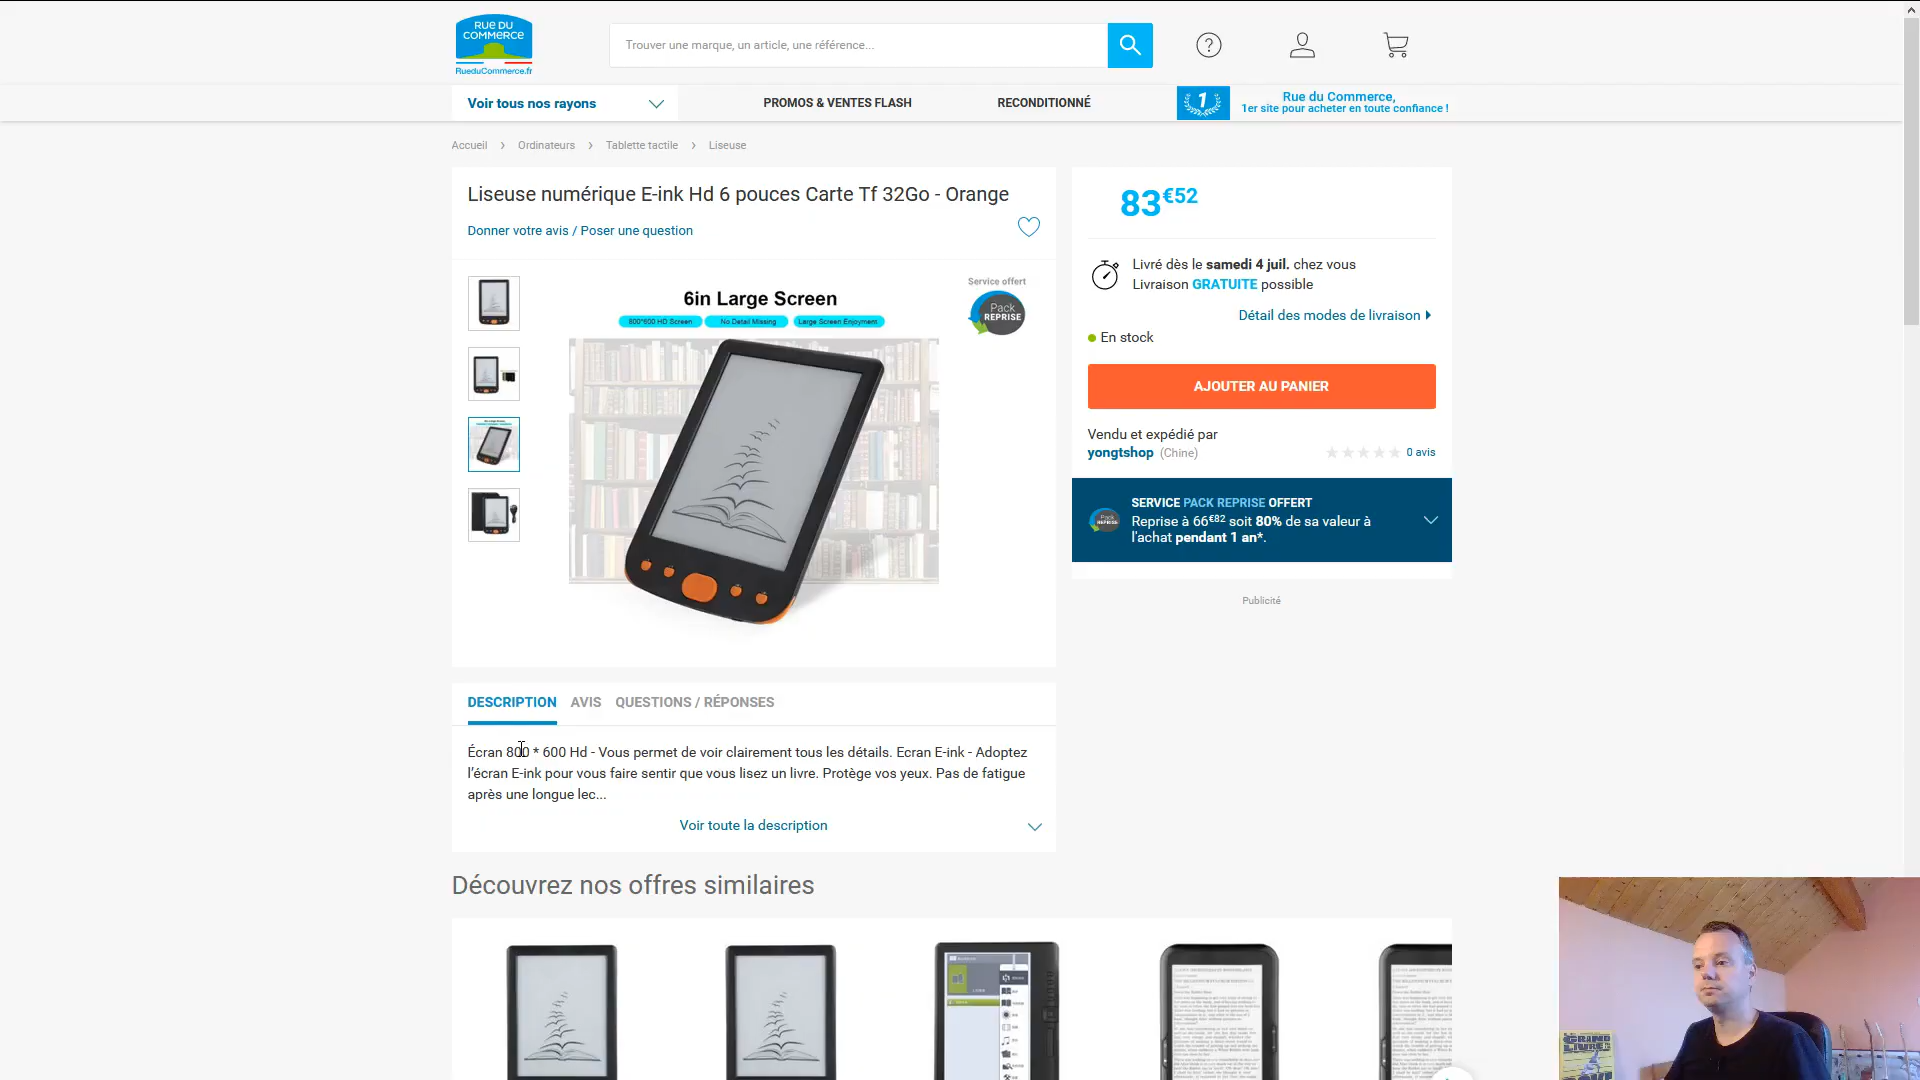 RUE DU
COMMERCE
RueduCommerce.fr
Trouver une marque, un article, une référence...
?
Voir tous nos rayons
PROMOS & VENTES FLASH
RECONDITIONNÉ
1
Rue du Commerce,
1er site pour acheter en toute confiance !
Accueil > Ordinateurs > Tablette tactile > Liseuse
Liseuse numérique E-ink Hd 6 pouces Carte Tf 32Go - Orange
Donner votre avis / Poser une question
Service offert
Pack
REPRISE
6in Large Screen
800*600 HD Screen
No Detail Missing
Large Screen Enjoyment
83€52
Livré dès le samedi 4 juil. chez vous
Livraison GRATUITE possible
Détail des modes de livraison
En stock
AJOUTER AU PANIER
Vendu et expédié par
yongtshop (Chine)
0 avis
Pack
REPRISE
SERVICE PACK REPRISE OFFERT
Reprise à 66€82 soit 80% de sa valeur à
l'achat pendant 1 an*.
Publicité
DESCRIPTION
AVIS
QUESTIONS / RÉPONSES
Écran 800 * 600 Hd - Vous permet de voir clairement tous les détails. Ecran E-ink - Adoptez
l'écran E-ink pour vous faire sentir que vous lisez un livre. Protège vos yeux. Pas de fatigue
après une longue lec...
Voir toute la description
Découvrez nos offres similaires
GRAND
LIVRE